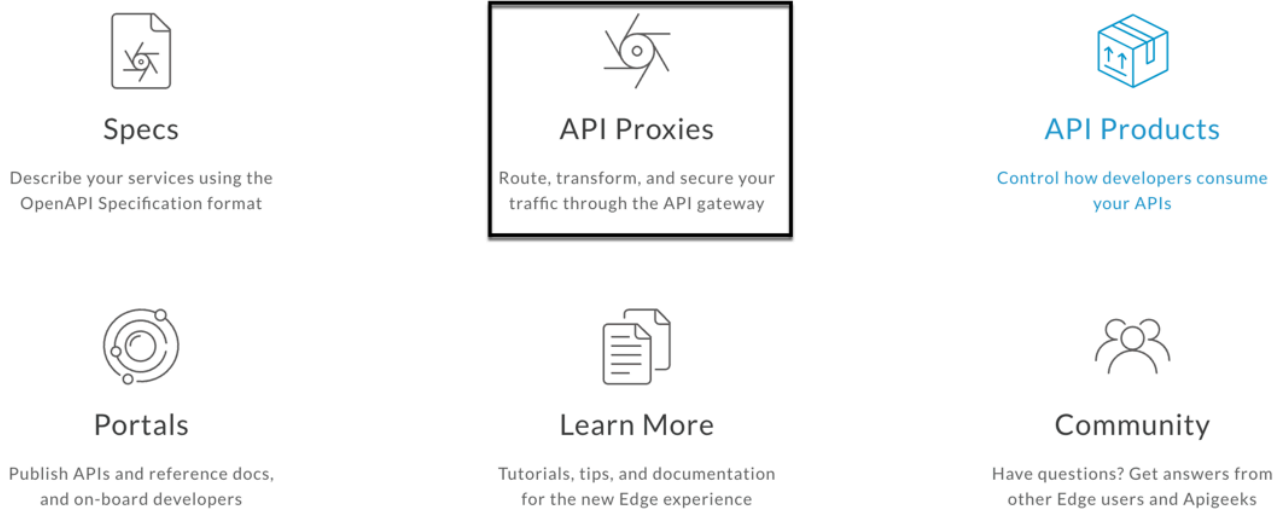 Specs
Describe your services using the
OpenAPI Specification format
API Proxies
Route, transform, and secure your
traffic through the API gateway
API Products
Control how developers consume
your APIs
Portals
Publish APIs and reference docs,
and on-board developers
Learn More
Tutorials, tips, and documentation
for the new Edge experience
Community
Have questions? Get answers from
other Edge users and Apigeeks